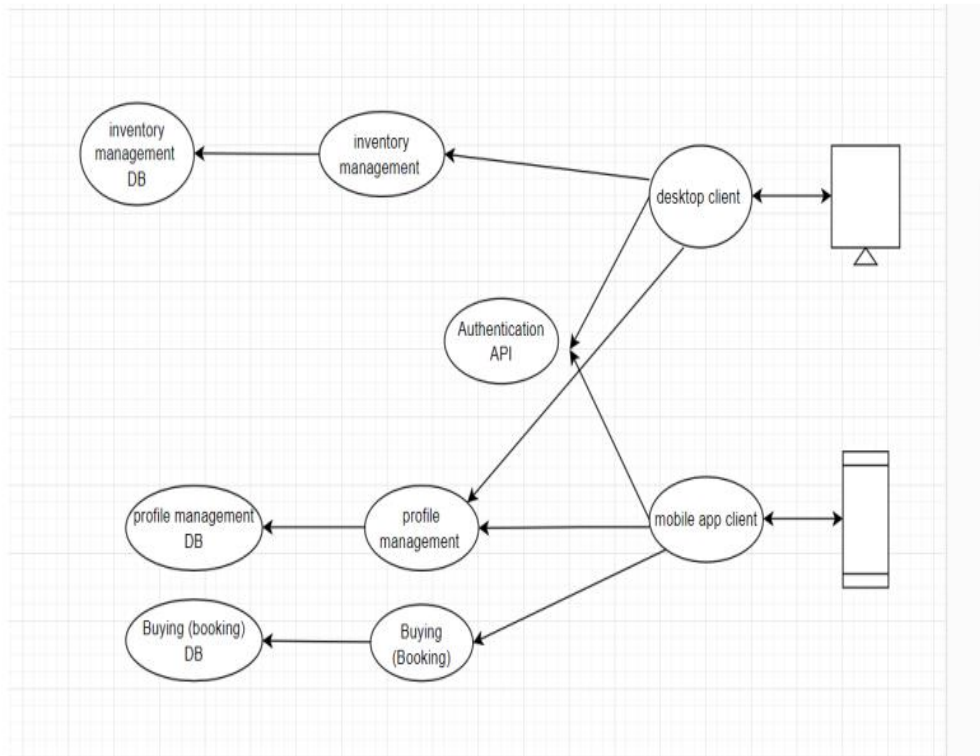 inventory
management
DB
inventory
management
desktop client
Authentication
API
profile management
DB
profile
management
mobile app client
Buying (booking)
DB
Buying
(Booking)